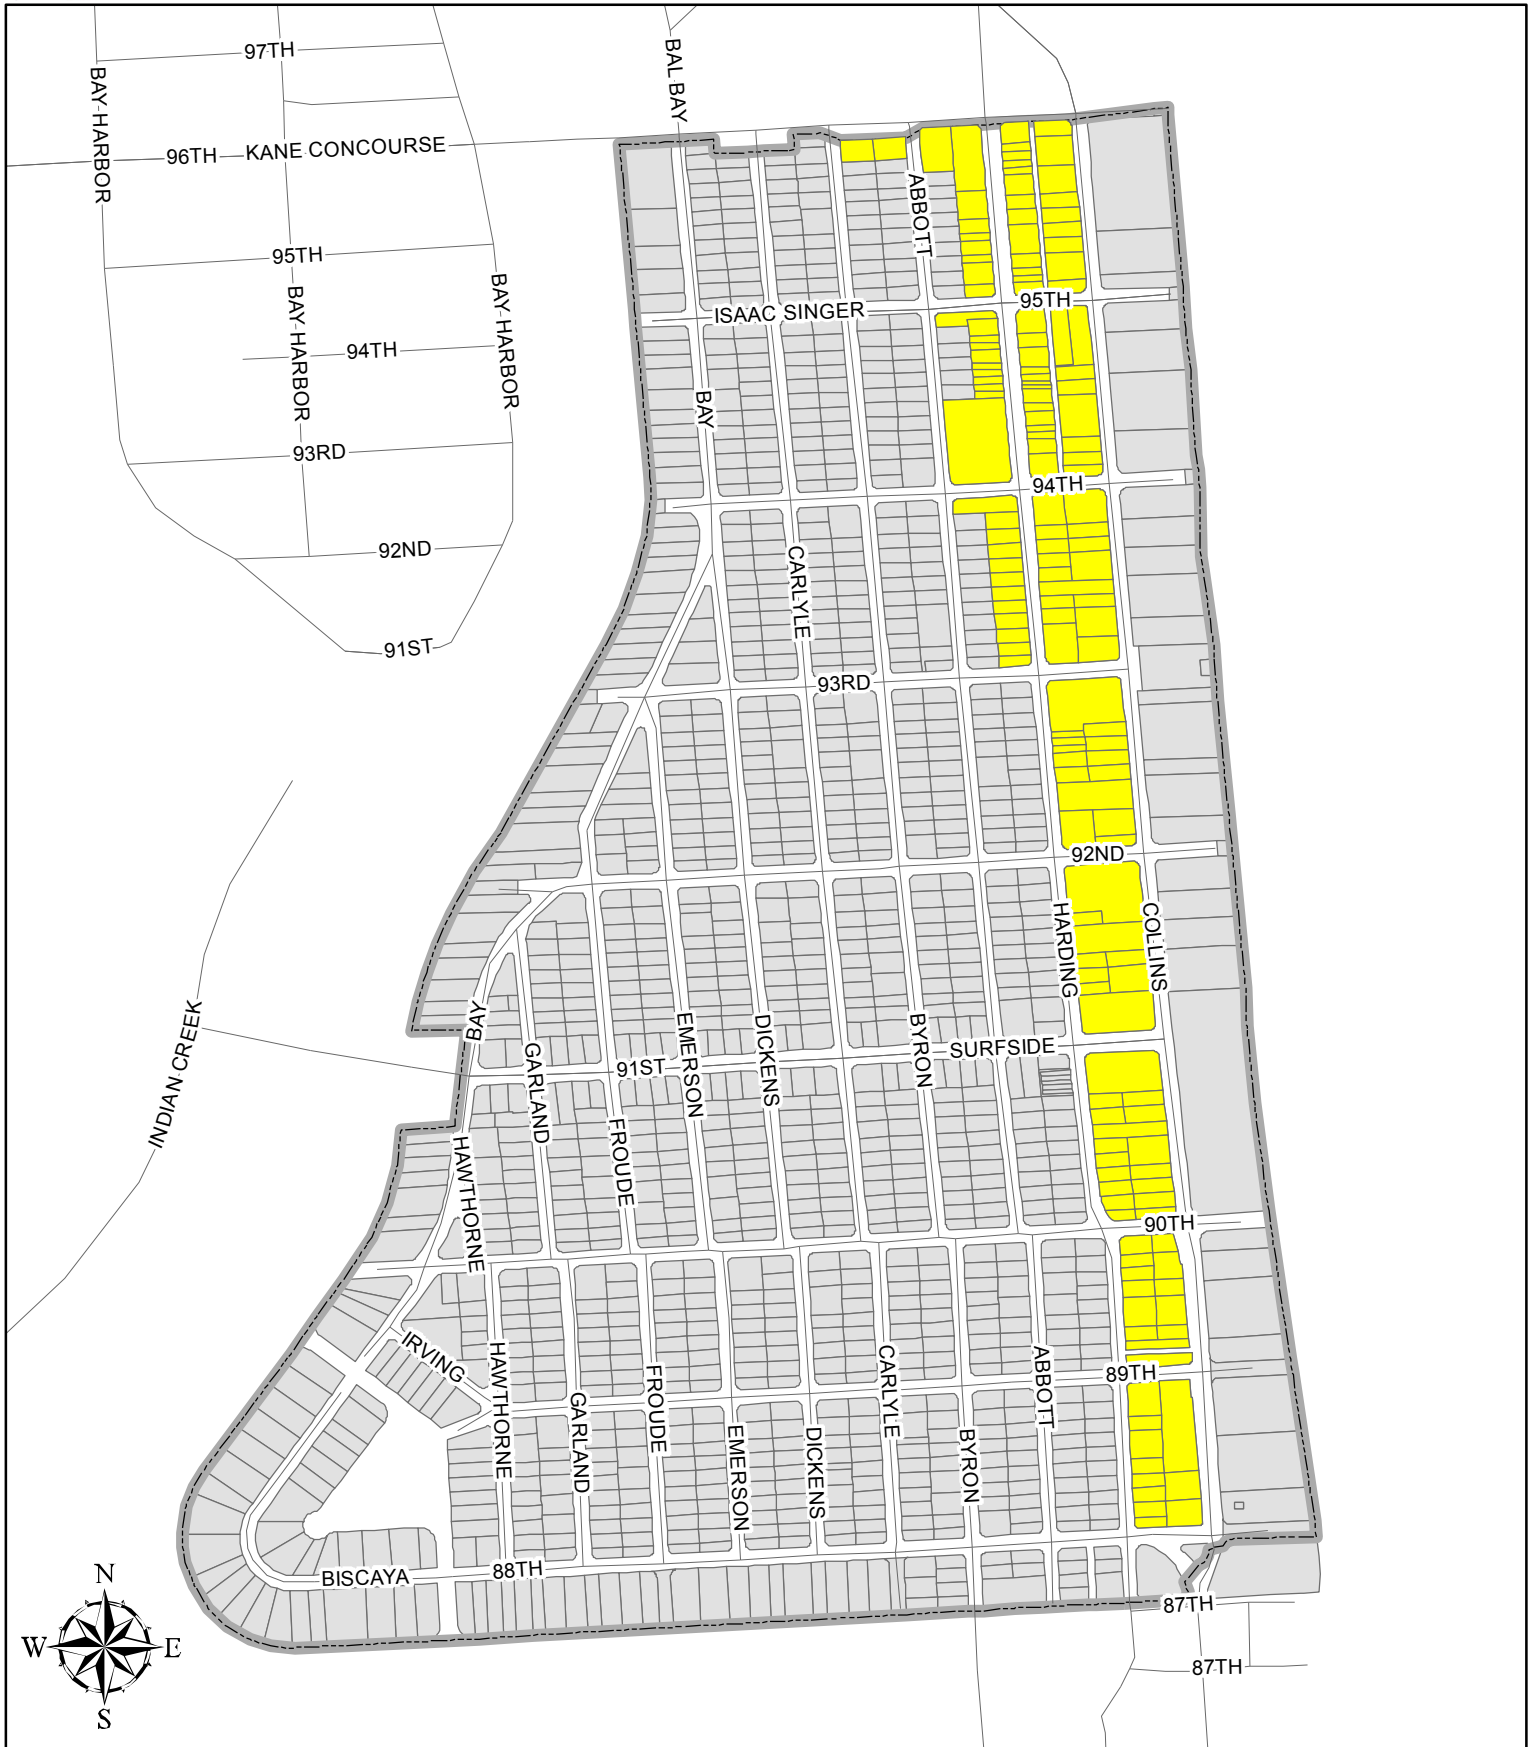 97TH
BAY HARBOR
BAL BAY
96TH
KANE CONCOURSE
ABBOTT
95TH
BAY HARBOR
BAY HARBOR
95TH
ISAAC SINGER
94TH
BAY
93RD
94TH
92ND
CARLYLE
91ST
93RD
92ND
HARDING
COLLINS
INDIAN CREEK
BAY
GARLAND
EMERSON
DICKENS
BYRON
SURFSIDE
91ST
FROUDE
HAWTHORNE
90TH
IRVING
HAWTHORNE
GARLAND
FROUDE
EMERSON
DICKENS
CARLYLE
BYRON
ABBOTT
89TH
BISCAYA
88TH
87TH
87TH
N
W
E
S